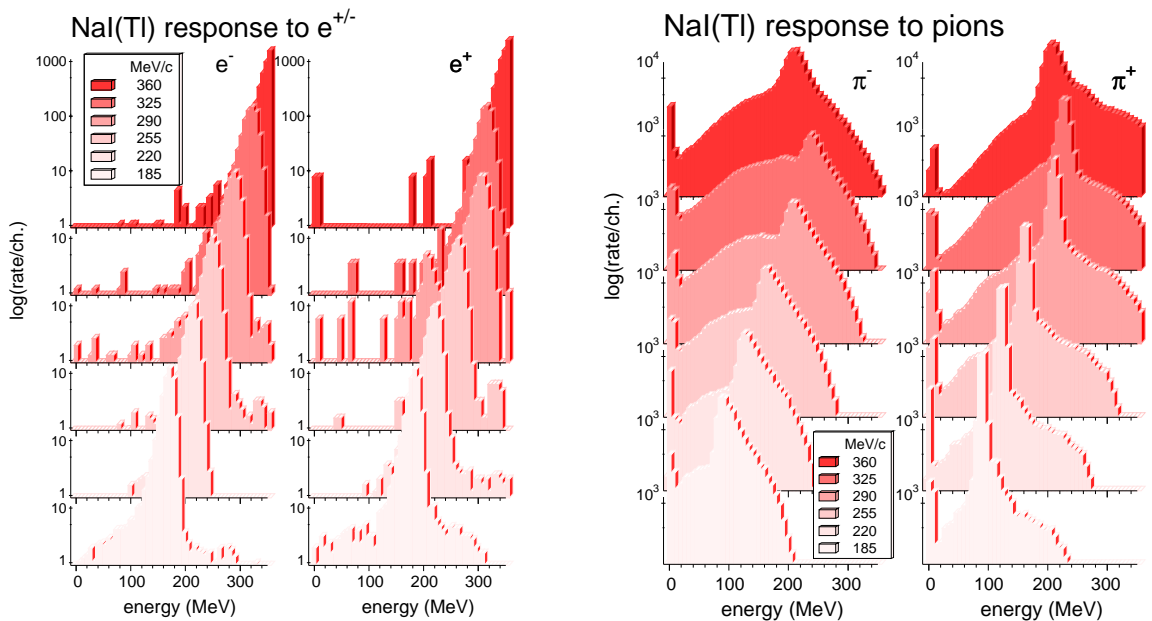 NaI(Tl) response to e+/-
e-
e+
MeV/c
360
325
290
255
220
185
log(rate/ch.)
1000
100
10
1
10
1
10
1
10
1
10
1
10
1
0 100 200 300
0 100 200 300
energy (MeV)
energy (MeV)
NaI(Tl) response to pions
π-
π+
log(rate/ch.)
10^4
10^3
10^3
10^3
10^3
10^3
10^3
10^4
10^3
10^3
10^3
10^3
10^3
10^3
MeV/c
360
325
290
255
220
185
0 100 200 300
0 100 200 300
energy (MeV)
energy (MeV)